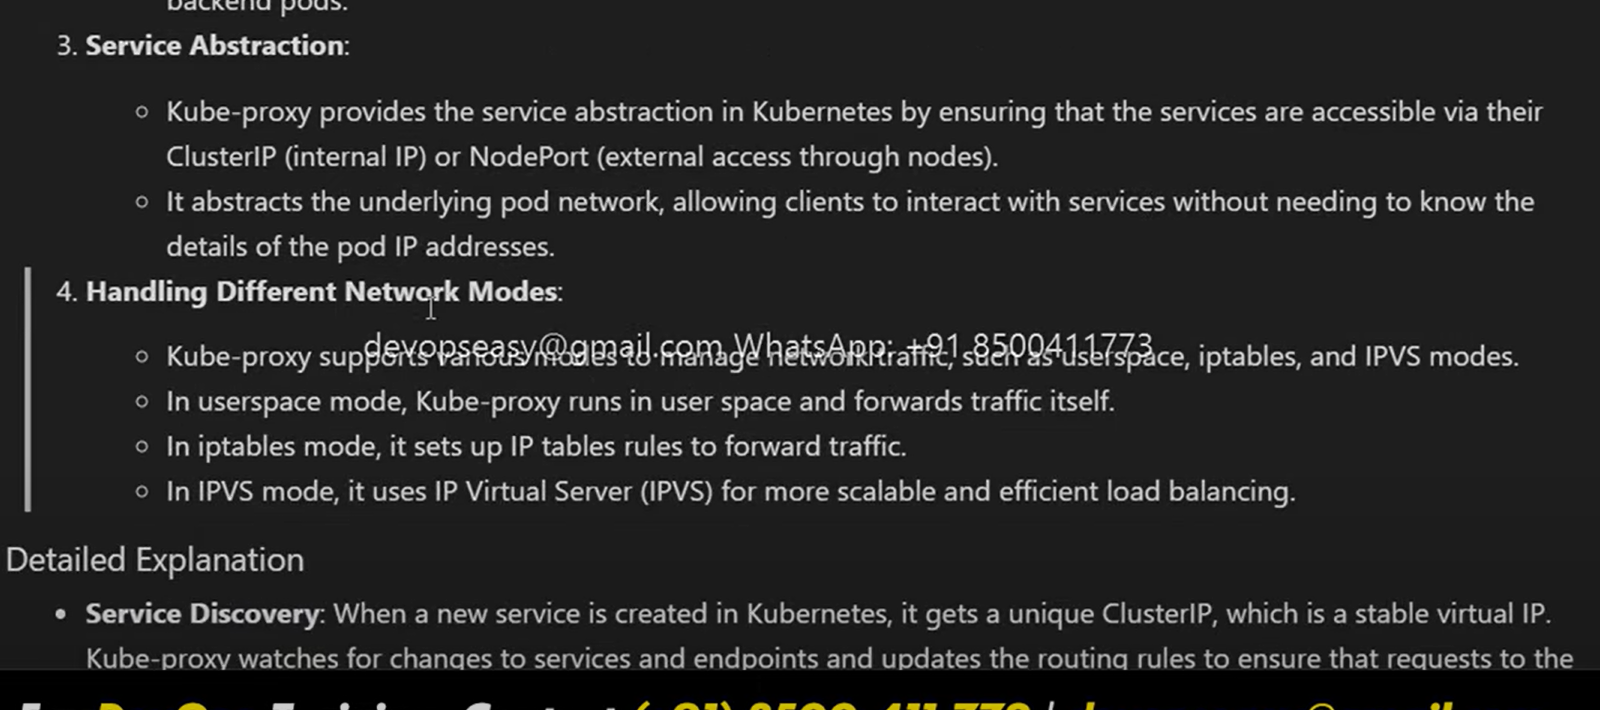 backend pods.
3. Service Abstraction:
○ Kube-proxy provides the service abstraction in Kubernetes by ensuring that the services are accessible via their
ClusterIP (internal IP) or NodePort (external access through nodes).
○ It abstracts the underlying pod network, allowing clients to interact with services without needing to know the
details of the pod IP addresses.
4. Handling Different Network Modes:
devopseasy@gmail.com WhatsApp: +91 8500411773
○ Kube-proxy supports various modes to manage network traffic, such as userspace, iptables, and IPVS modes.
○ In userspace mode, Kube-proxy runs in user space and forwards traffic itself.
○ In iptables mode, it sets up IP tables rules to forward traffic.
○ In IPVS mode, it uses IP Virtual Server (IPVS) for more scalable and efficient load balancing.
Detailed Explanation
• Service Discovery: When a new service is created in Kubernetes, it gets a unique ClusterIP, which is a stable virtual IP.
Kube-proxy watches for changes to services and endpoints and updates the routing rules to ensure that requests to the